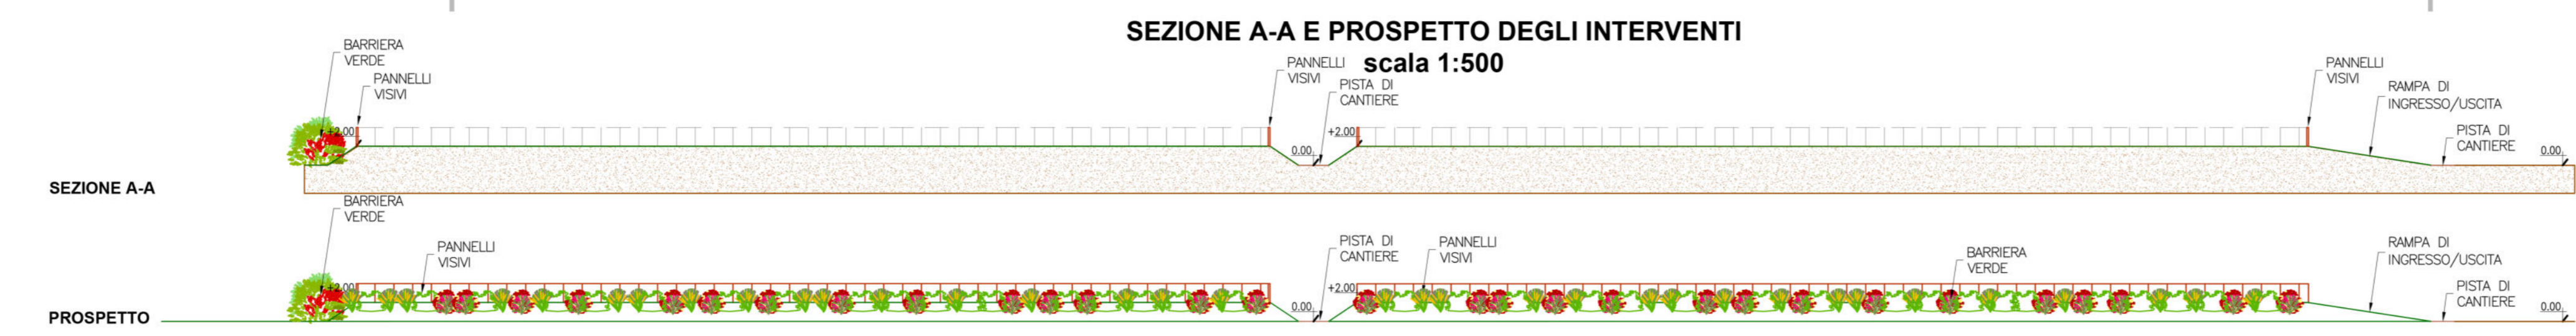 SEZIONE A-A E PROSPETTO DEGLI INTERVENTI
scala 1:500
BARRIERA
VERDE
PANNELLI
VISIVI
PANNELLI
VISIVI
PISTA DI
CANTIERE
PANNELLI
VISIVI
RAMPA DI
INGRESSO/USCITA
PISTA DI
CANTIERE
+2.00
+2.00
0.00
0.00
SEZIONE A-A
BARRIERA
VERDE
PANNELLI
VISIVI
PISTA DI
CANTIERE
PANNELLI
VISIVI
BARRIERA
VERDE
RAMPA DI
INGRESSO/USCITA
PISTA DI
CANTIERE
+2.00
+2.00
0.00
0.00
PROSPETTO